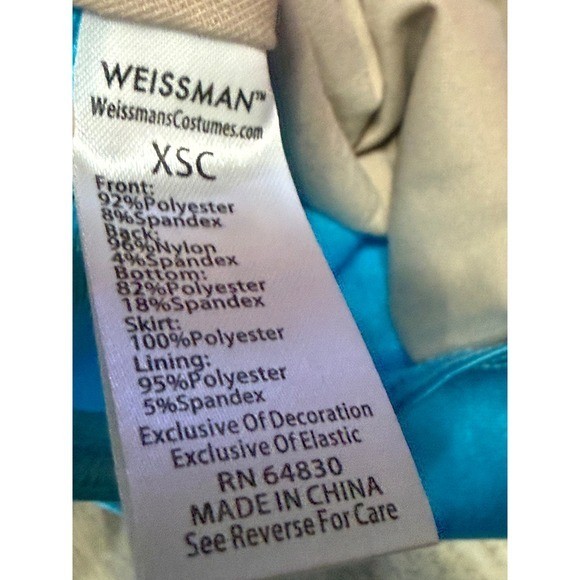 WEISSMAN™
WeissmansCostumes.com
XSC
Front:
92%Polyester
8%Spandex
Back:
96%Nylon
4%Spandex
Bottom:
82%Polyester
18%Spandex
Skirt:
100%Polyester
Lining:
95%Polyester
5%Spandex
Exclusive Of Decoration
Exclusive Of Elastic
RN 64830
MADE IN CHINA
See Reverse For Care